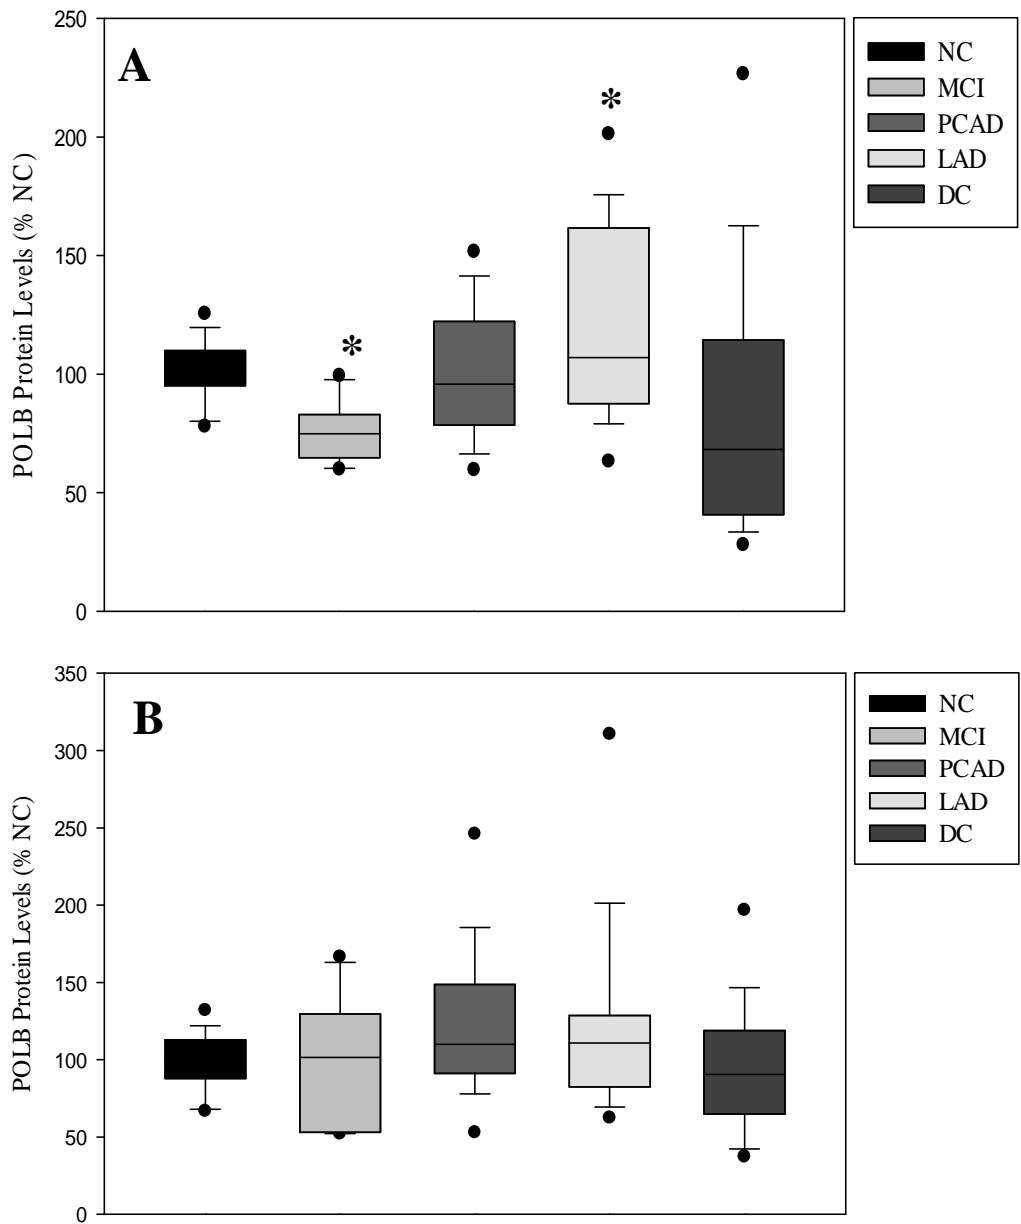 A
POLB Protein Levels (% NC)
250
200
150
100
50
0
*
*
NC
MCI
PCAD
LAD
DC
B
POLB Protein Levels (% NC)
350
300
250
200
150
100
50
0
NC
MCI
PCAD
LAD
DC